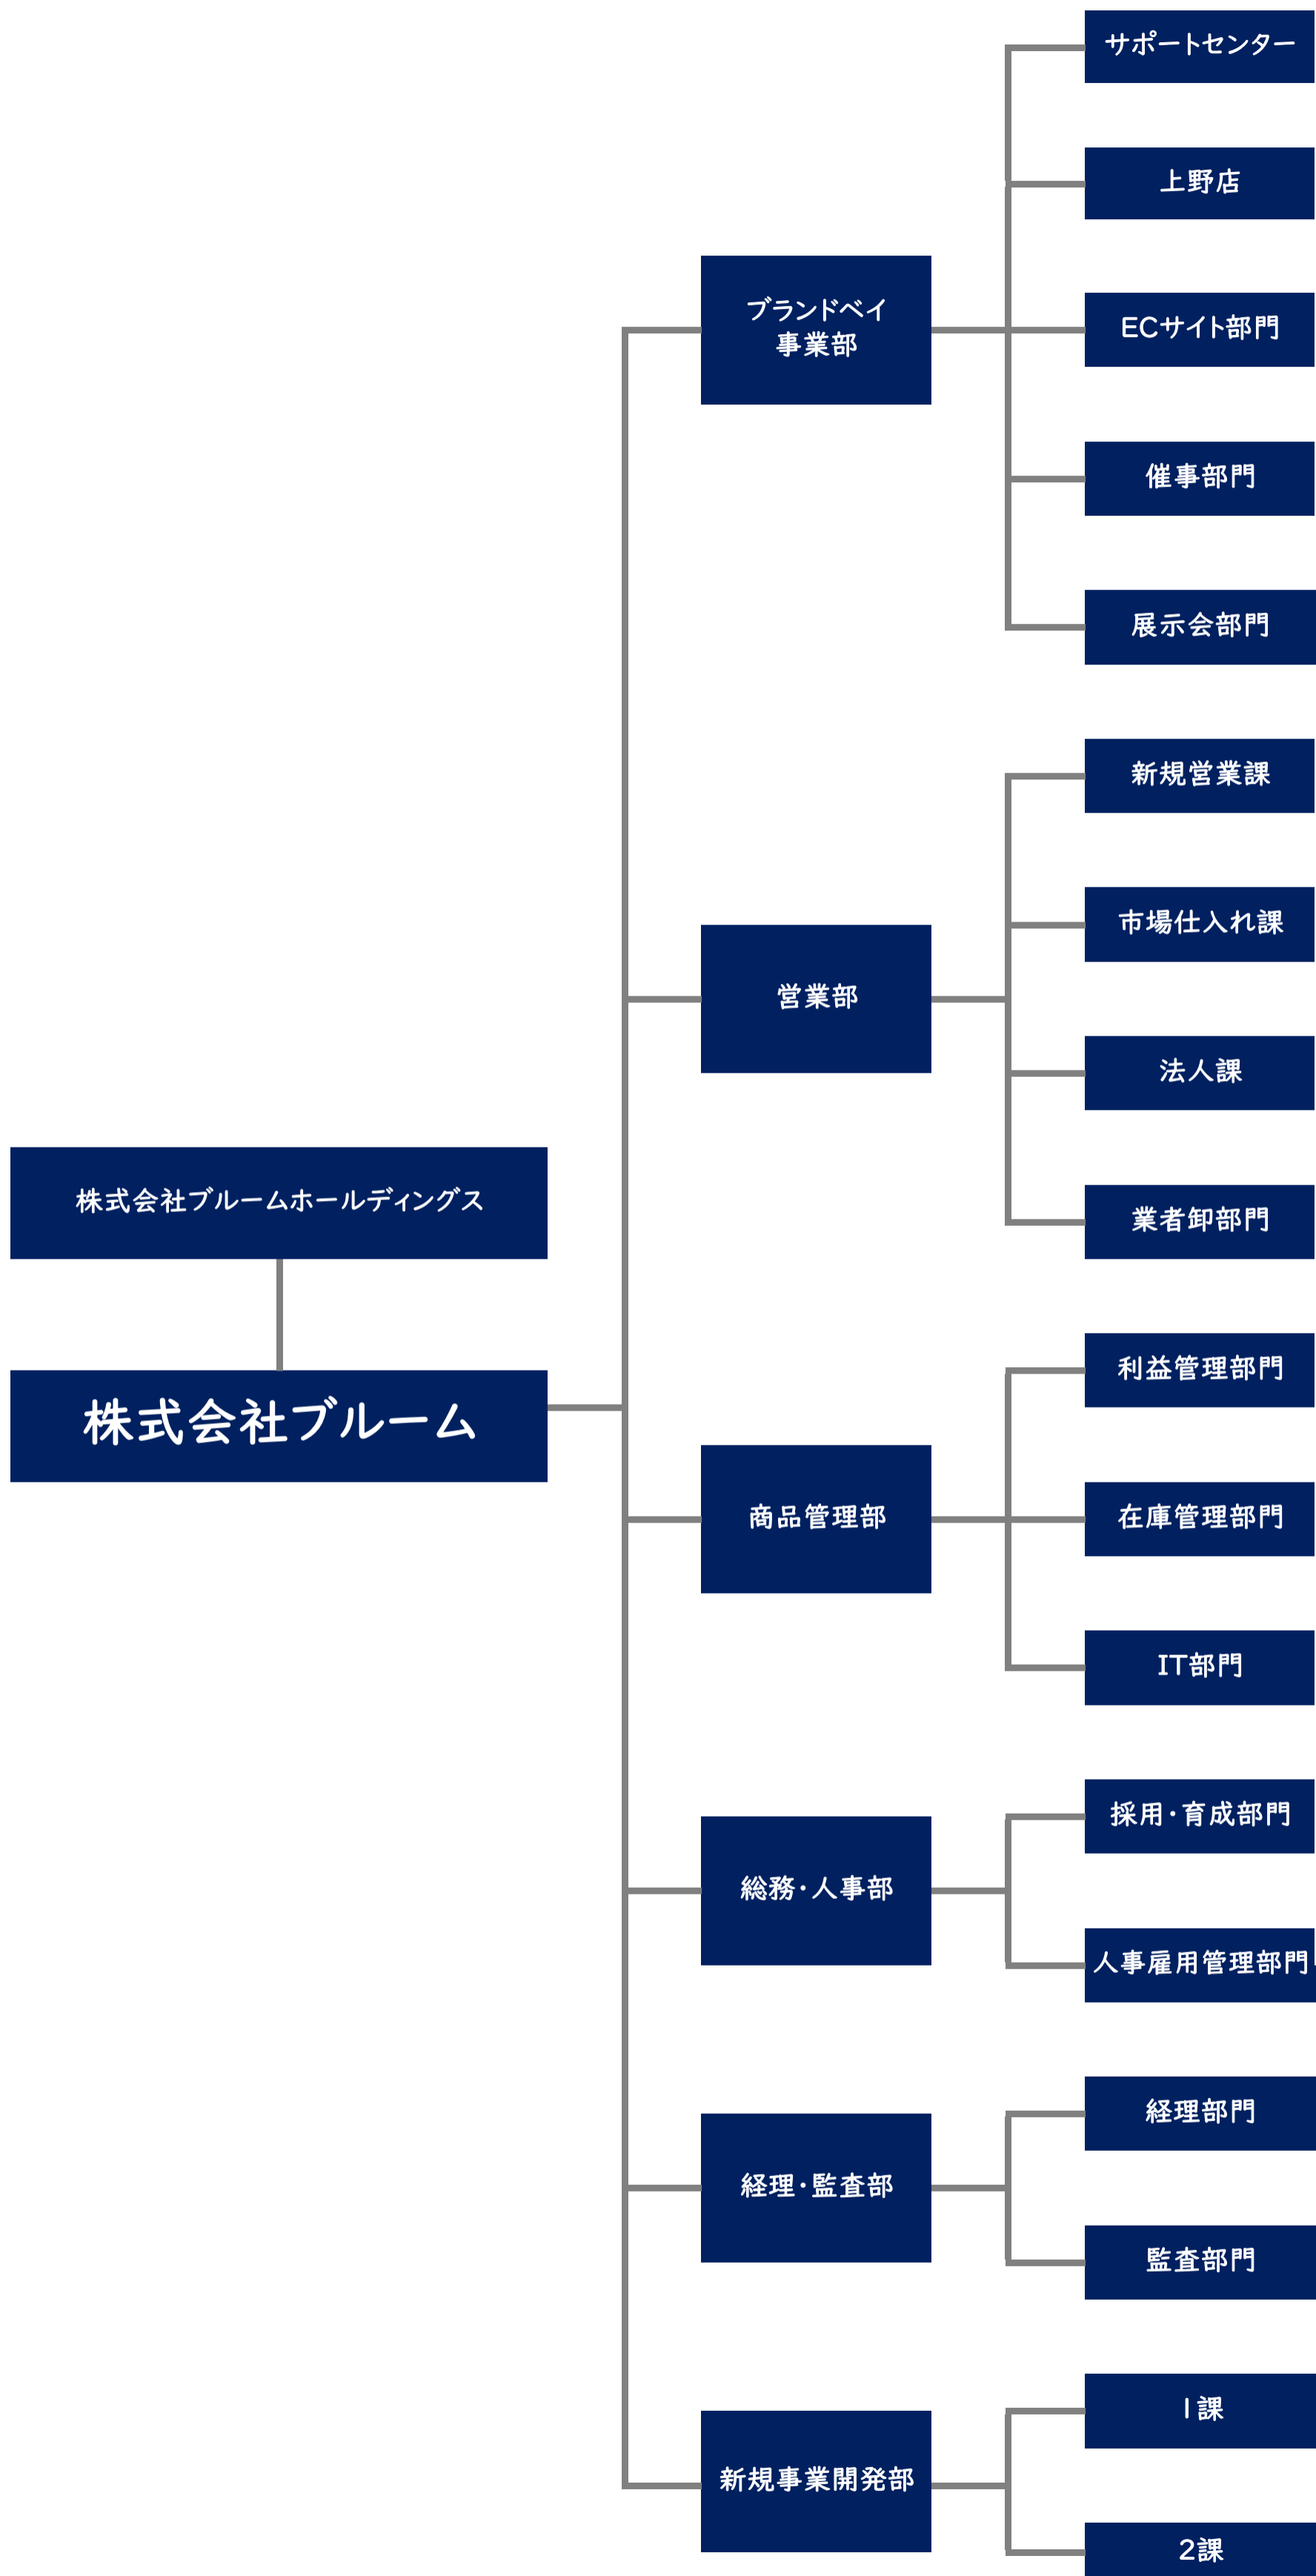 株式会社ブルームホールディングス
株式会社ブルーム
ブランドベイ
事業部
サポートセンター
上野店
ECサイト部門
催事部門
展示会部門
営業部
新規営業課
市場仕入れ課
法人課
業者卸部門
商品管理部
利益管理部門
在庫管理部門
IT部門
総務・人事部
採用・育成部門
人事雇用管理部門
経理・監査部
経理部門
監査部門
新規事業開発部
1課
2課